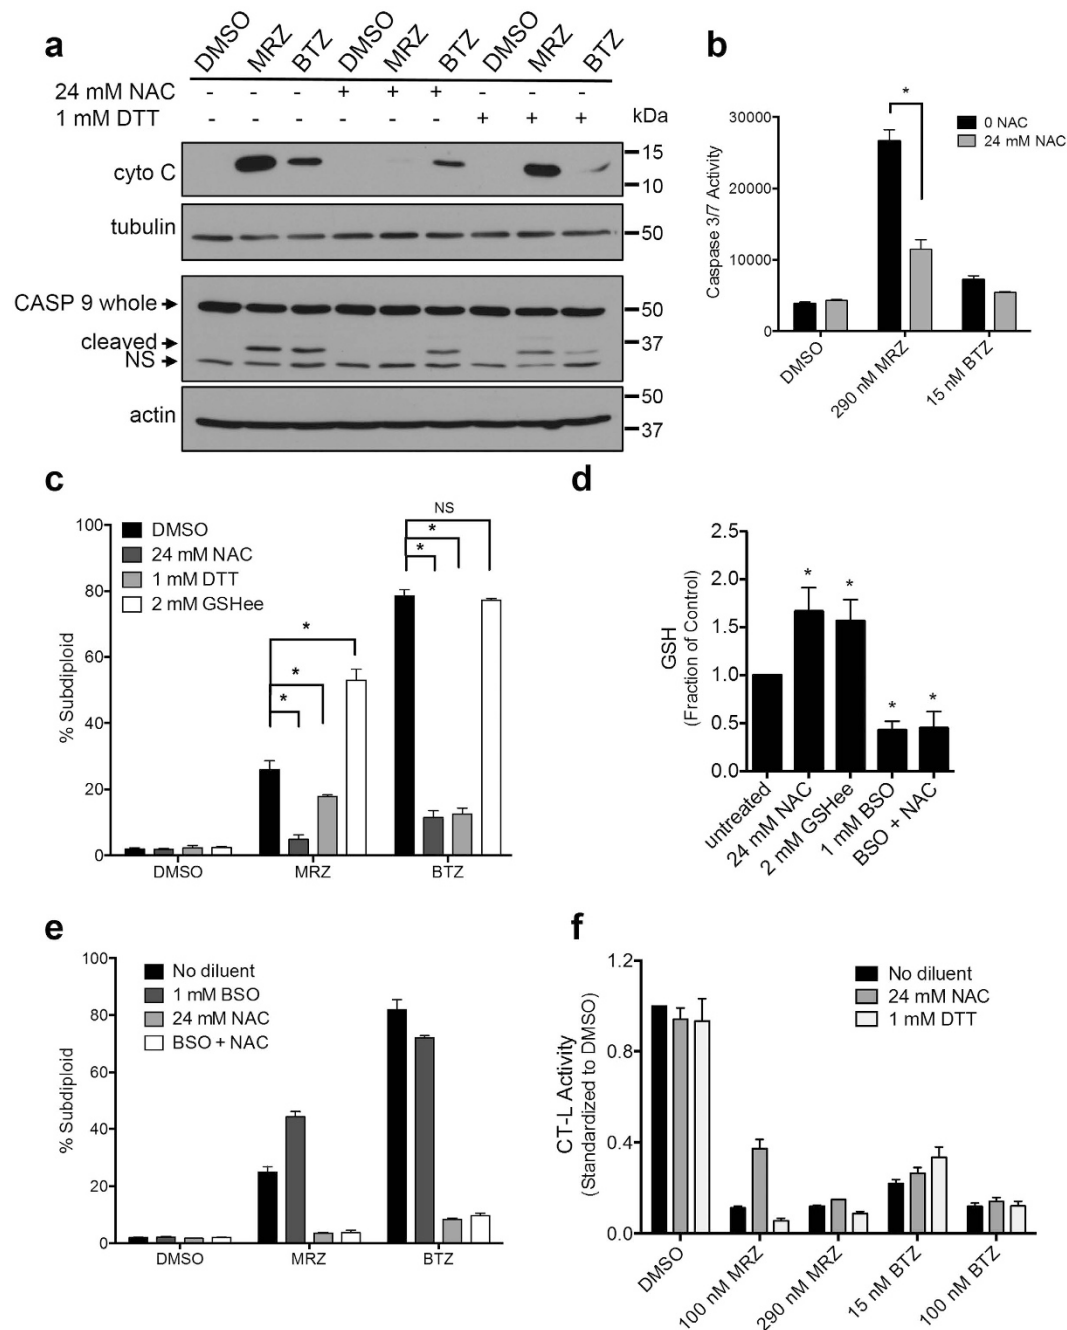 a
DMSO MRZ BTZ DMSO MRZ BTZ DMSO MRZ BTZ
24 mM NAC - - - + + + - - -
1 mM DTT - - - - - - + + + kDa
cyto C
15
10
tubulin
50
CASP 9 whole
50
cleaved
37
NS
actin
50
37
b
0 NAC
24 mM NAC
*
Caspase 3/7 Activity
30000
20000
10000
0
DMSO
290 nM MRZ
15 nM BTZ
c
DMSO
24 mM NAC
1 mM DTT
2 mM GSHee
% Subdiploid
100
80
60
40
20
0
* * *
* * NS
DMSO MRZ BTZ
d
GSH
(Fraction of Control)
2.5
2.0
1.5
1.0
0.5
0.0
* * * *
untreated
24 mM NAC
2 mM GSHee
1 mM BSO
BSO + NAC
e
No diluent
1 mM BSO
24 mM NAC
BSO + NAC
% Subdiploid
100
80
60
40
20
0
DMSO MRZ BTZ
f
No diluent
24 mM NAC
1 mM DTT
CT-L Activity
(Standardized to DMSO)
1.2
0.8
0.4
0.0
DMSO
100 nM MRZ
290 nM MRZ
15 nM BTZ
100 nM BTZ